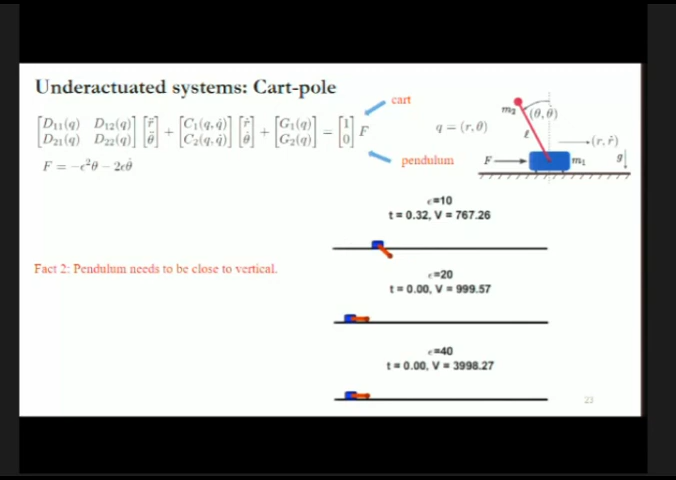 Underactuated systems: Cart-pole
[D₁₁(q) D₁₂(q)] [r̈] + [C₁(q,q̇)] [ṙ] + [G₁(q)] = [1] F
[D₂₁(q) D₂₂(q)] [θ̈] + [C₂(q,q̇)] [θ̇] + [G₂(q)] = [0]
F = −ϵ²θ − 2ϵθ̇
cart
pendulum
q = (r, θ)
m₂ (θ, θ̇)
ℓ
(r, ṙ)
F m₁ g
ϵ=10
t = 0.32, V = 767.26
Fact 2: Pendulum needs to be close to vertical.
ϵ=20
t = 0.00, V = 999.57
ϵ=40
t = 0.00, V = 3998.27
23